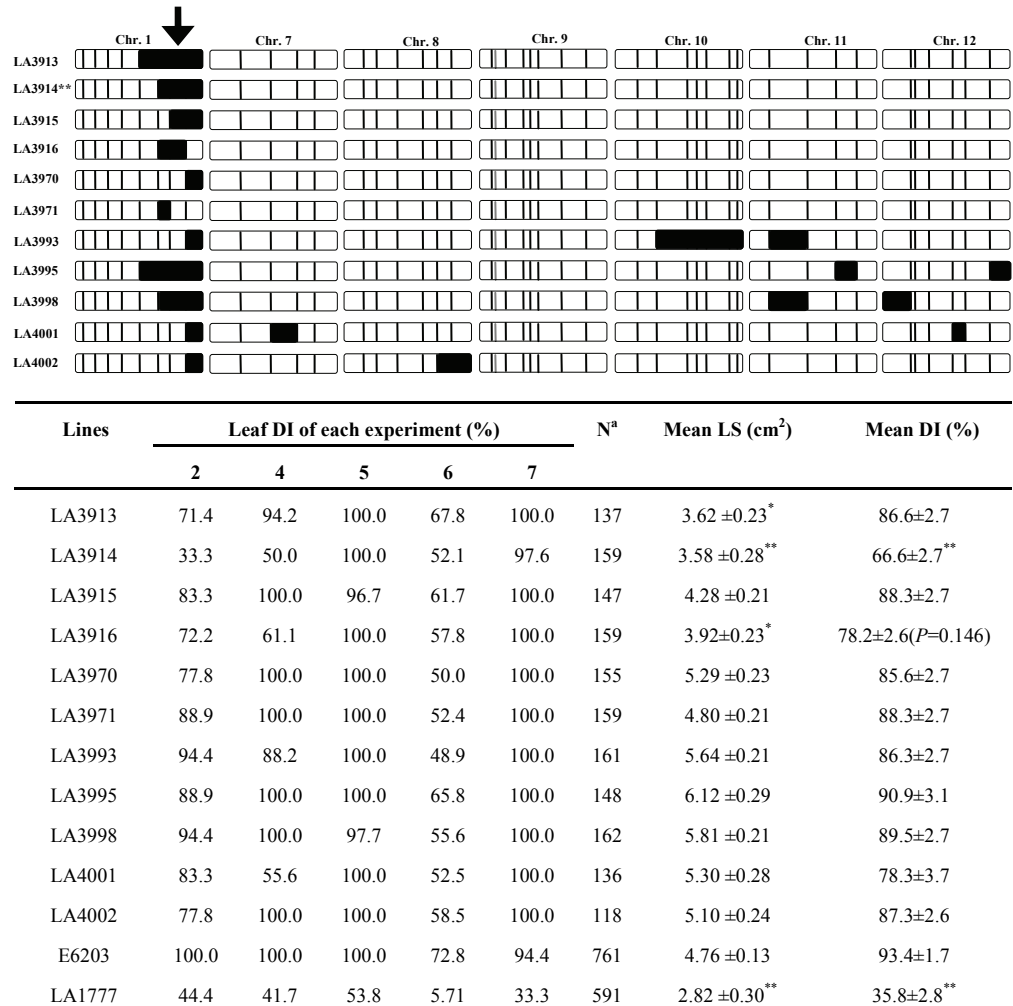 Chr. 1 Chr. 7 Chr. 8 Chr. 9 Chr. 10 Chr. 11 Chr. 12
LA3913
LA3914**
LA3915
LA3916
LA3970
LA3971
LA3993
LA3995
LA3998
LA4001
LA4002
Lines Leaf DI of each experiment (%) Nᵃ Mean LS (cm²) Mean DI (%)
2 4 5 6 7
LA3913 71.4 94.2 100.0 67.8 100.0 137 3.62 ±0.23* 86.6±2.7
LA3914 33.3 50.0 100.0 52.1 97.6 159 3.58 ±0.28** 66.6±2.7**
LA3915 83.3 100.0 96.7 61.7 100.0 147 4.28 ±0.21 88.3±2.7
LA3916 72.2 61.1 100.0 57.8 100.0 159 3.92±0.23* 78.2±2.6(P=0.146)
LA3970 77.8 100.0 100.0 50.0 100.0 155 5.29 ±0.23 85.6±2.7
LA3971 88.9 100.0 100.0 52.4 100.0 159 4.80 ±0.21 88.3±2.7
LA3993 94.4 88.2 100.0 48.9 100.0 161 5.64 ±0.21 86.3±2.7
LA3995 88.9 100.0 100.0 65.8 100.0 148 6.12 ±0.29 90.9±3.1
LA3998 94.4 100.0 97.7 55.6 100.0 162 5.81 ±0.21 89.5±2.7
LA4001 83.3 55.6 100.0 52.5 100.0 136 5.30 ±0.28 78.3±3.7
LA4002 77.8 100.0 100.0 58.5 100.0 118 5.10 ±0.24 87.3±2.6
E6203 100.0 100.0 100.0 72.8 94.4 761 4.76 ±0.13 93.4±1.7
LA1777 44.4 41.7 53.8 5.71 33.3 591 2.82 ±0.30** 35.8±2.8**